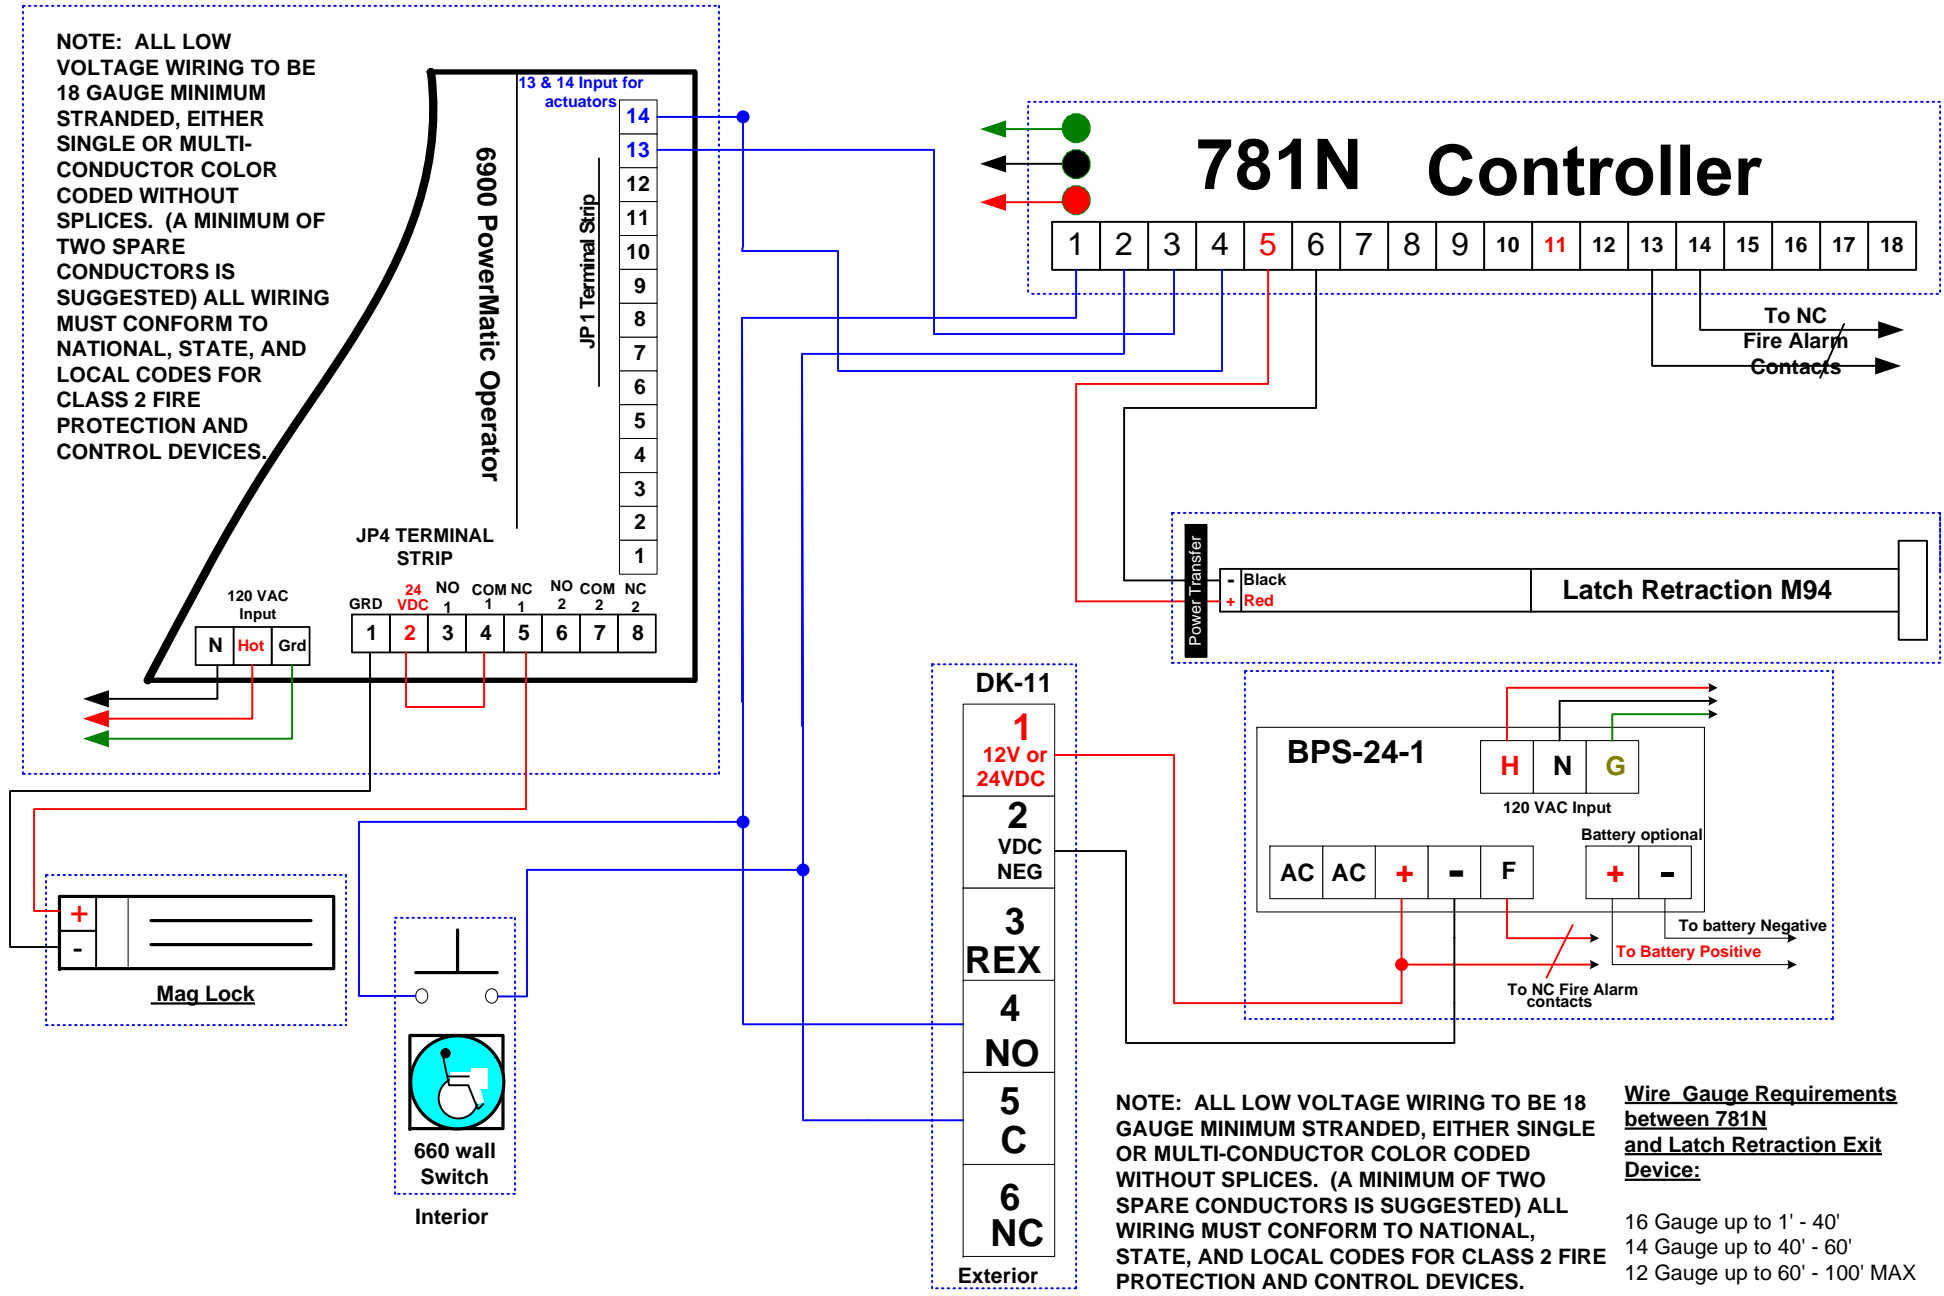 NOTE: ALL LOW
VOLTAGE WIRING TO BE
18 GAUGE MINIMUM
STRANDED, EITHER
SINGLE OR MULTI-
CONDUCTOR COLOR
CODED WITHOUT
SPLICES. (A MINIMUM OF
TWO SPARE
CONDUCTORS IS
SUGGESTED) ALL WIRING
MUST CONFORM TO
NATIONAL, STATE, AND
LOCAL CODES FOR
CLASS 2 FIRE
PROTECTION AND
CONTROL DEVICES.
13 & 14 Input for
actuators
6900 PowerMatic Operator
JP1 Terminal Strip
14
13
12
11
10
9
8
7
6
5
4
3
2
1
JP4 TERMINAL
STRIP
GRD
24
VDC
NO
1
COM
1
NC
1
NO
2
COM
2
NC
2
1 2 3 4 5 6 7 8
120 VAC
Input
N Hot Grd
781N Controller
1 2 3 4 5 6 7 8 9 10 11 12 13 14 15 16 17 18
To NC
Fire Alarm
Contacts
Power Transfer
- Black
+ Red
Latch Retraction M94
DK-11
1
12V or
24VDC
2
VDC
NEG
3
REX
4
NO
5
C
6
NC
Exterior
BPS-24-1
H N G
120 VAC Input
Battery optional
AC AC + - F
+ -
To battery Negative
To Battery Positive
To NC Fire Alarm
contacts
+
-
Mag Lock
660 wall
Switch
Interior
NOTE: ALL LOW VOLTAGE WIRING TO BE 18
GAUGE MINIMUM STRANDED, EITHER SINGLE
OR MULTI-CONDUCTOR COLOR CODED
WITHOUT SPLICES. (A MINIMUM OF TWO
SPARE CONDUCTORS IS SUGGESTED) ALL
WIRING MUST CONFORM TO NATIONAL,
STATE, AND LOCAL CODES FOR CLASS 2 FIRE
PROTECTION AND CONTROL DEVICES.
Wire Gauge Requirements
between 781N
and Latch Retraction Exit
Device:
16 Gauge up to 1' - 40'
14 Gauge up to 40' - 60'
12 Gauge up to 60' - 100' MAX